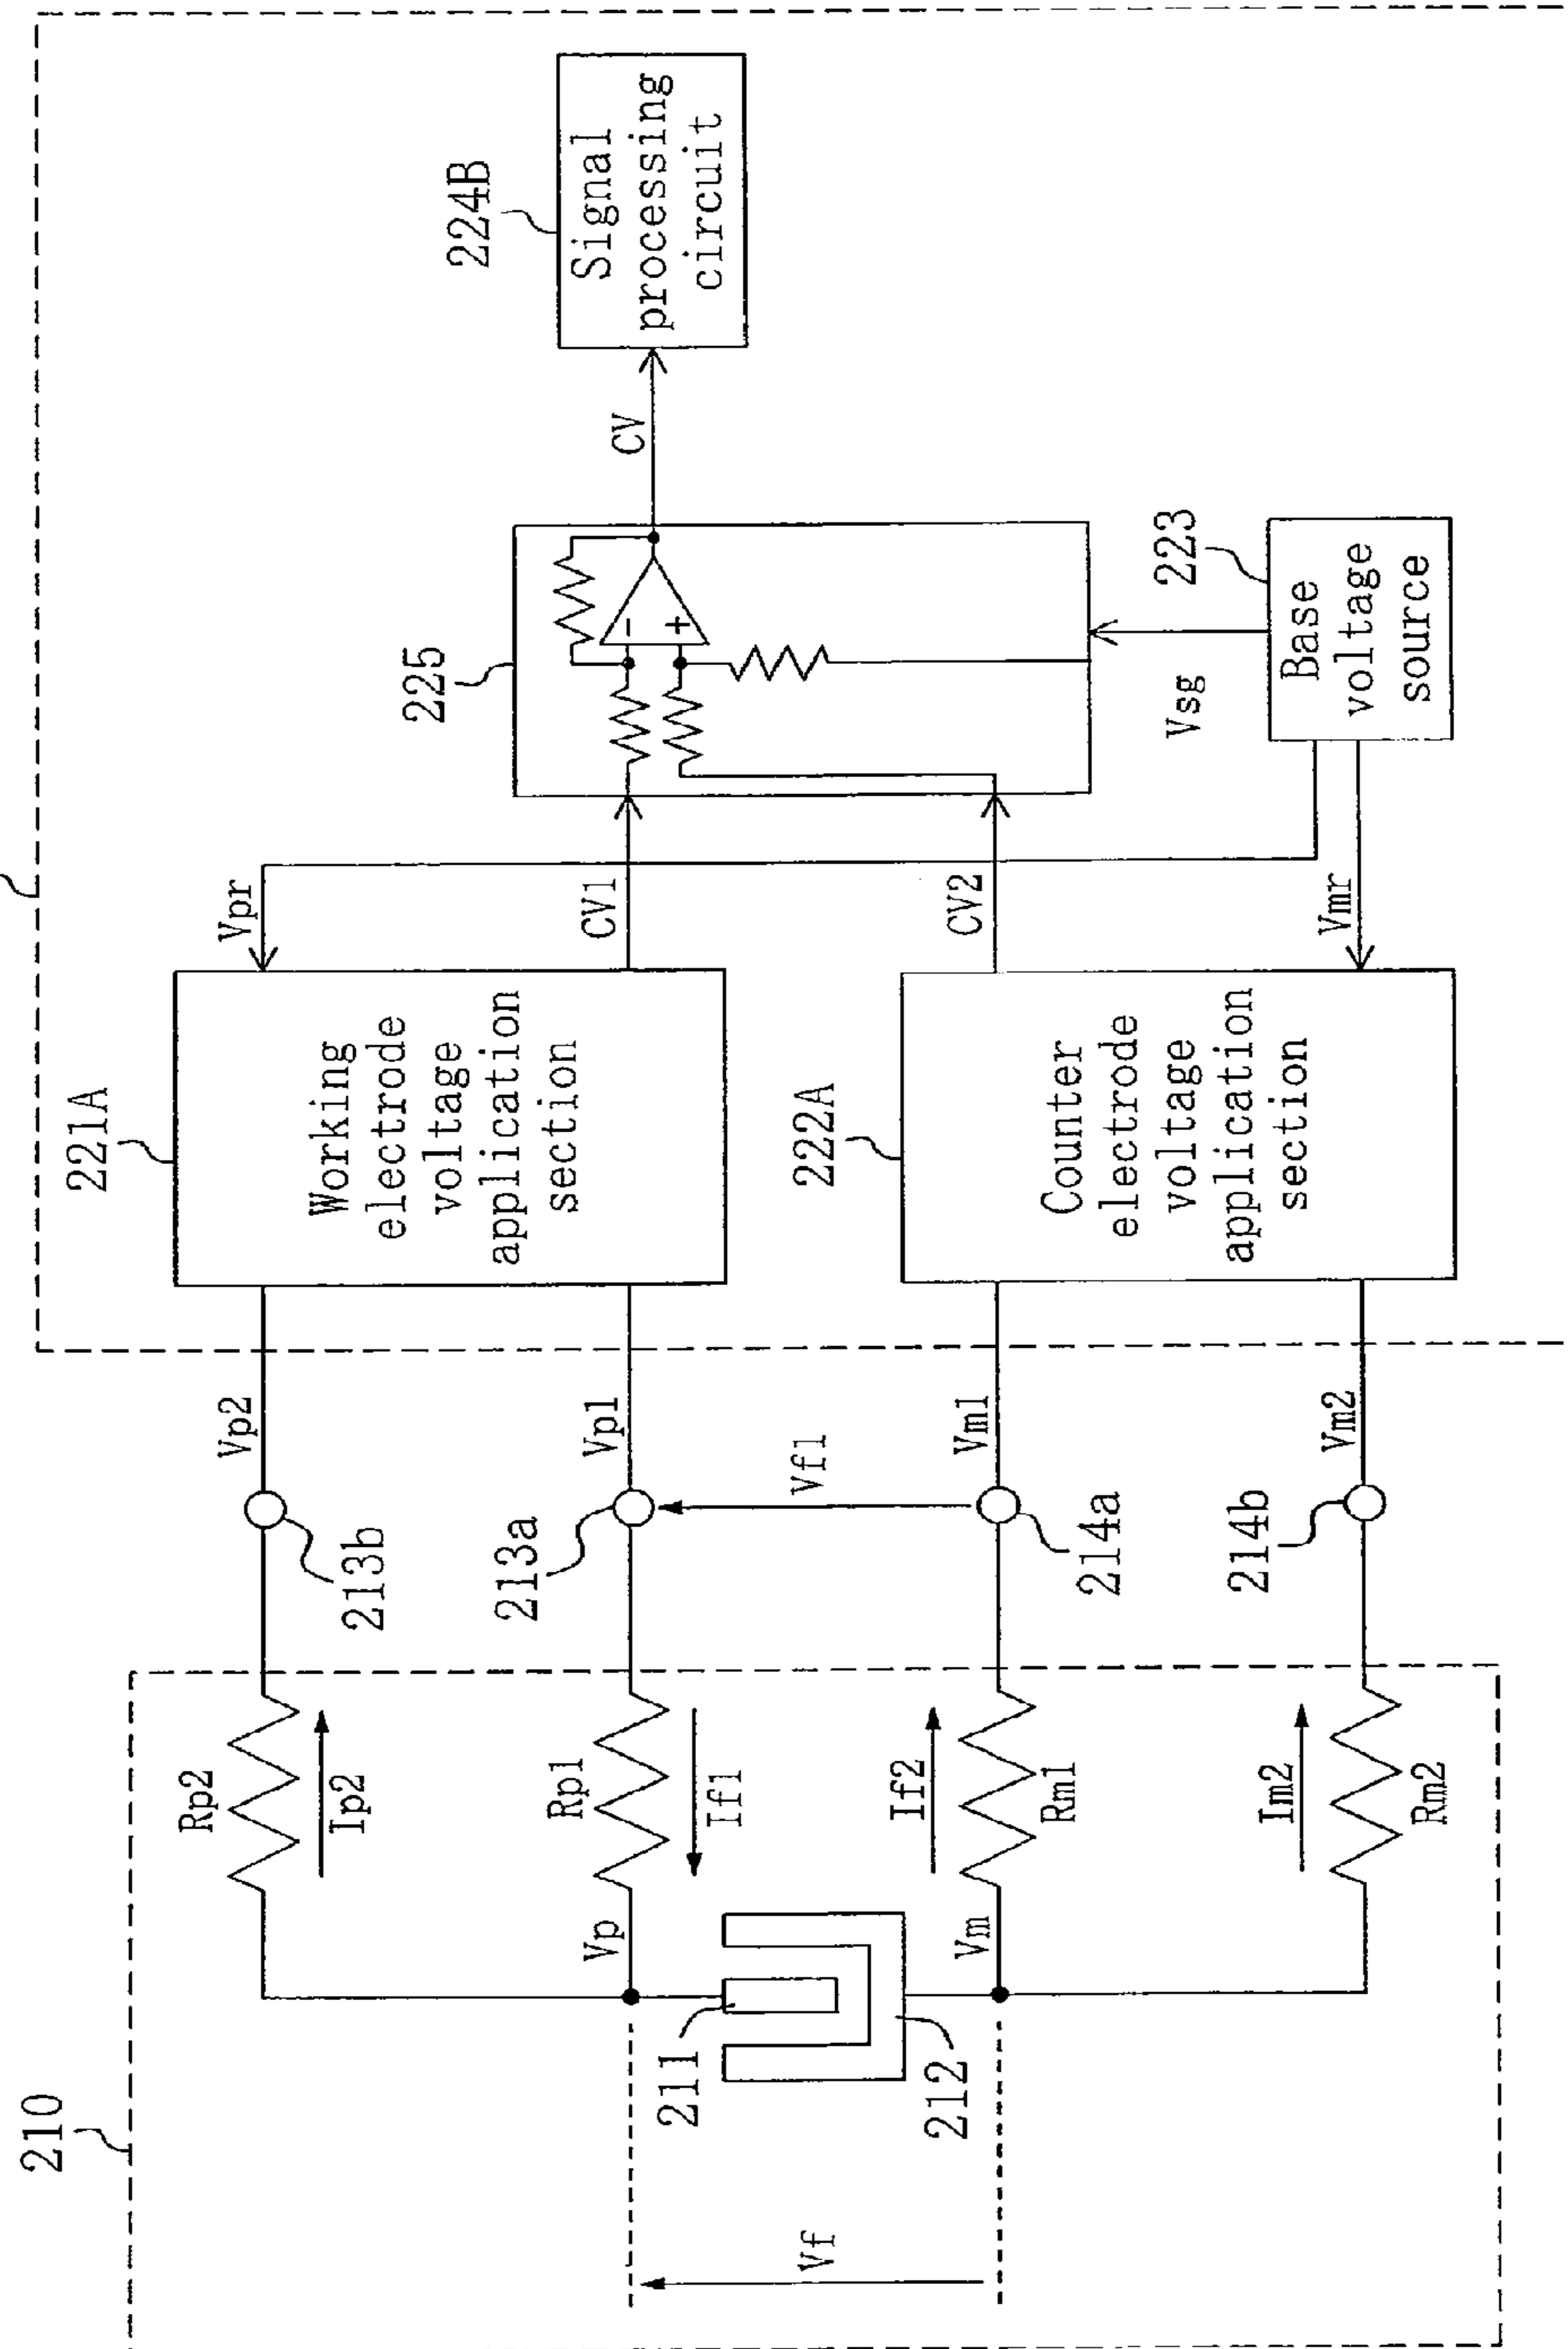 210
Rp2
Ip2
Vp2
213b
221A
Working
electrode
voltage
application
section
Vpr
Rp1
If1
Vp
Vp1
213a
CV1
225
-
+
CV
224B
Signal
processing
circuit
211
212
Vf
Vf1
If2
Rm1
Vm
Vm1
214a
222A
Counter
electrode
voltage
application
section
CV2
Vsg
223
Base
voltage
source
Im2
Rm2
Vm2
214b
Vmr